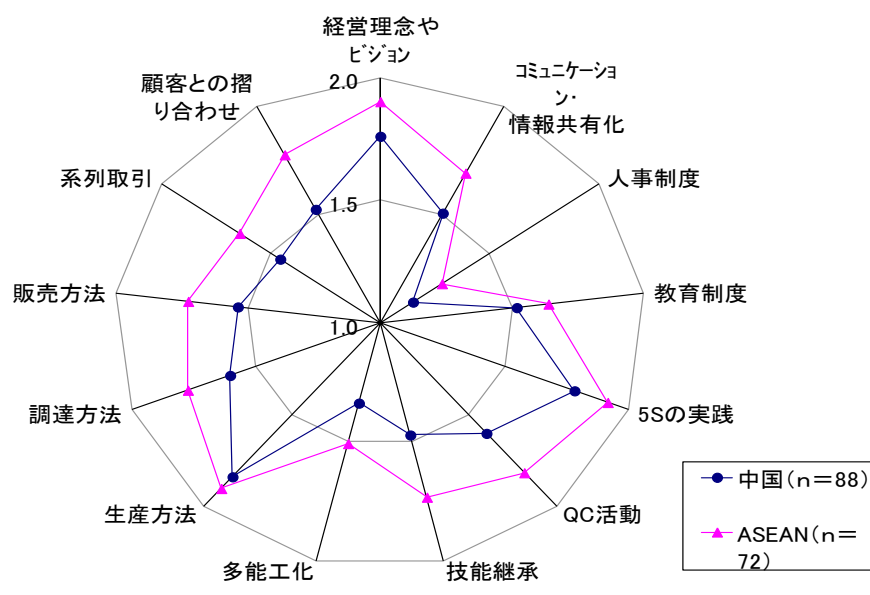 経営理念や
ビジョン
コミュニケーショ
ン・
情報共有化
人事制度
教育制度
5Sの実践
QC活動
技能継承
多能工化
生産方法
調達方法
販売方法
系列取引
顧客との摺
り合わせ
2.0
1.5
1.0
中国(n=88)
ASEAN(n=
72)